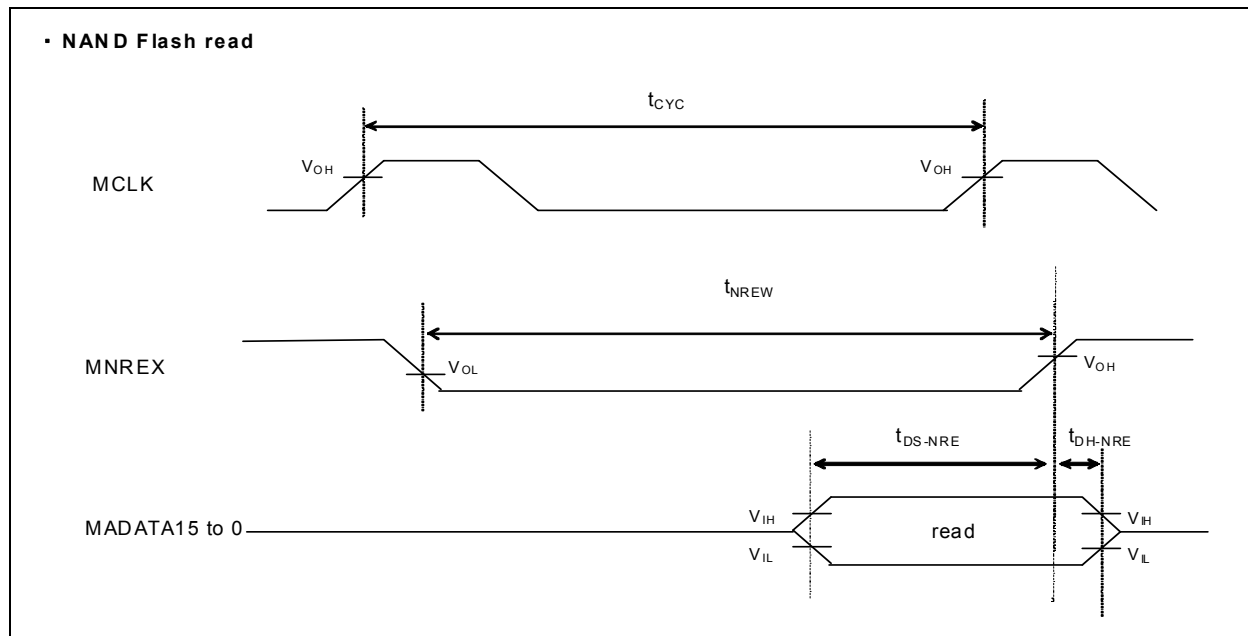 · NAND Flash read
tCYC
VOH
VOH
MCLK
tNREW
MNREX
VOL
VOH
tDS-NRE
tDH-NRE
VIH
VIH
MADATA15 to 0
read
VIL
VIL